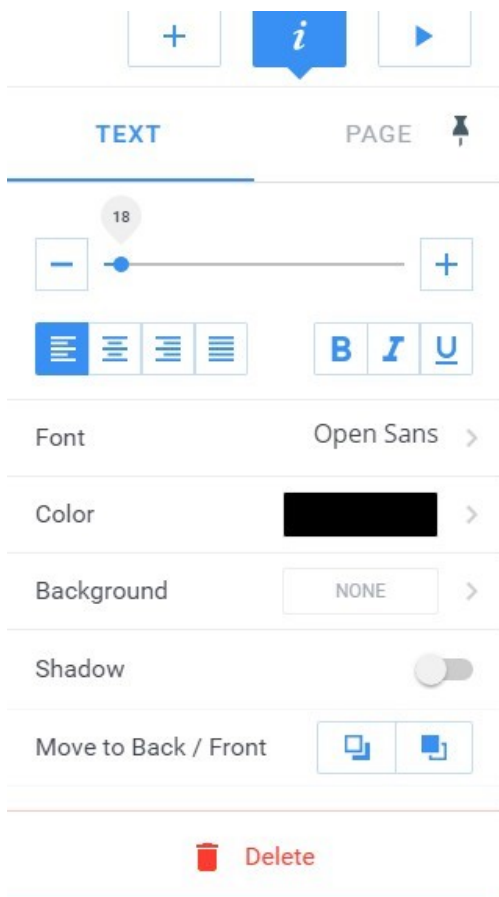 i
TEXT PAGE
18
B I U
Font Open Sans
Color
Background NONE
Shadow
Move to Back / Front
Delete